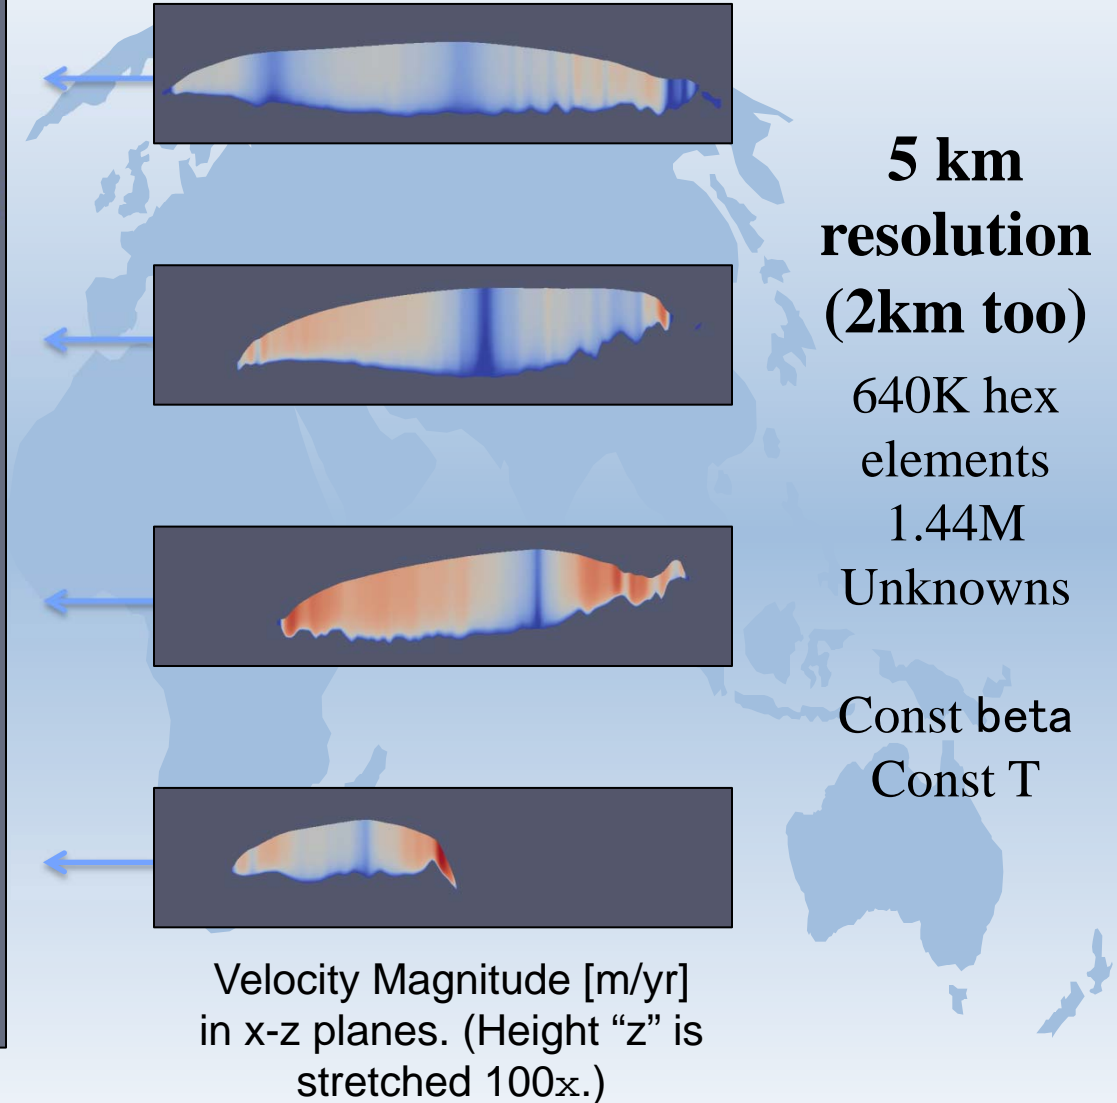 5 km
resolution
(2km too)
640K hex
elements
1.44M
Unknowns
Const beta
Const T
Velocity Magnitude [m/yr]
in x-z planes. (Height “z” is
stretched 100x.)